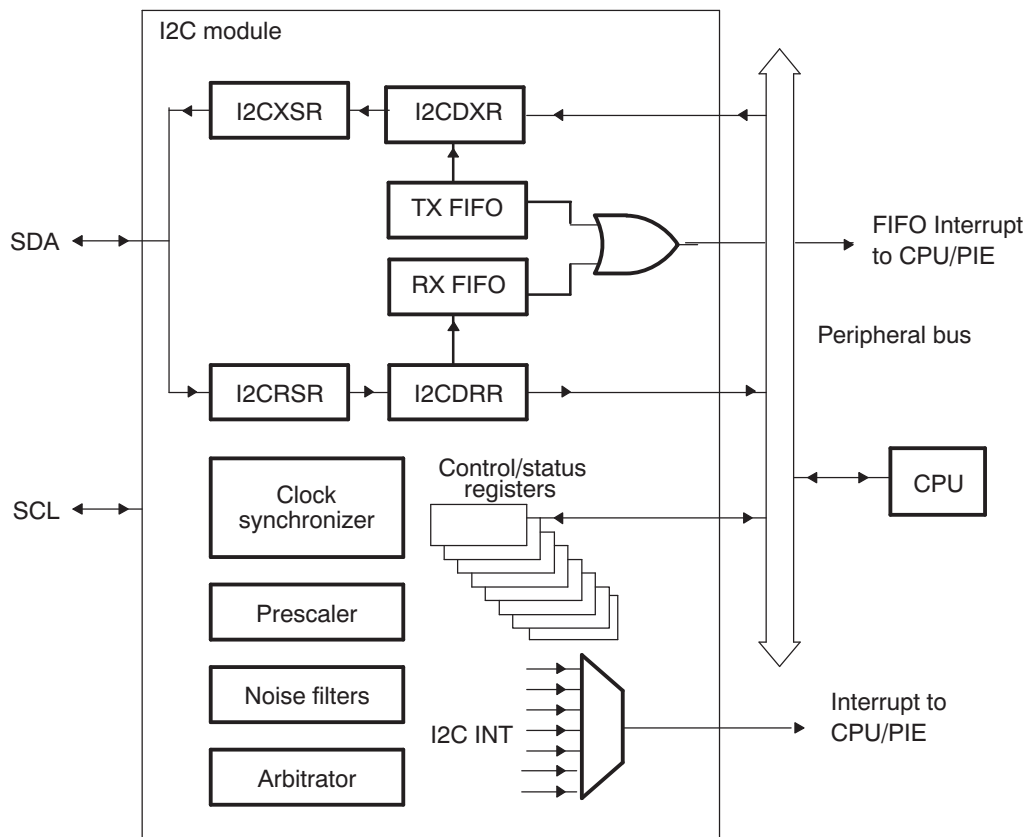 I2C module
I2CXSR
I2CDXR
TX FIFO
SDA
FIFO Interrupt
to CPU/PIE
RX FIFO
Peripheral bus
I2CRSR
I2CDRR
Control/status
registers
Clock
synchronizer
SCL
CPU
Prescaler
Noise filters
I2C INT
Interrupt to
CPU/PIE
Arbitrator